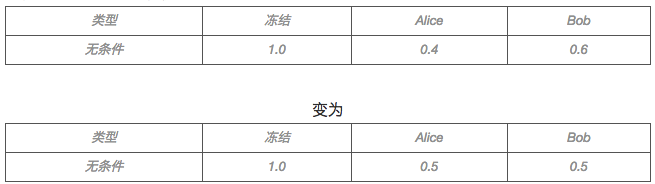 类型 冻结 Alice Bob
无条件 1.0 0.4 0.6
变为
类型 冻结 Alice Bob
无条件 1.0 0.5 0.5